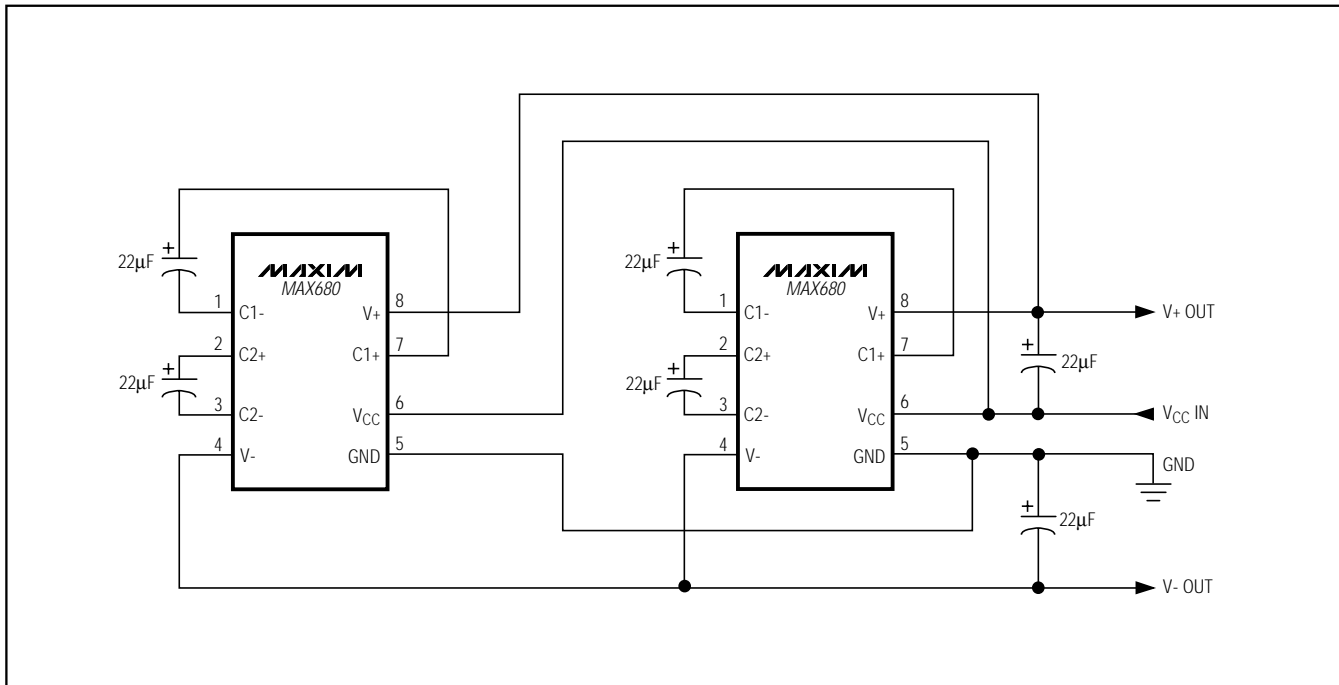 22μF
+
MAXIM
MAX680
1
C1-
V+
8
2
C2+
C1+
7
22μF
+
3
C2-
VCC
6
4
V-
GND
5
22μF
+
MAXIM
MAX680
1
C1-
V+
8
2
C2+
C1+
7
22μF
+
3
C2-
VCC
6
4
V-
GND
5
V+ OUT
+
22μF
VCC IN
GND
+
22μF
V- OUT